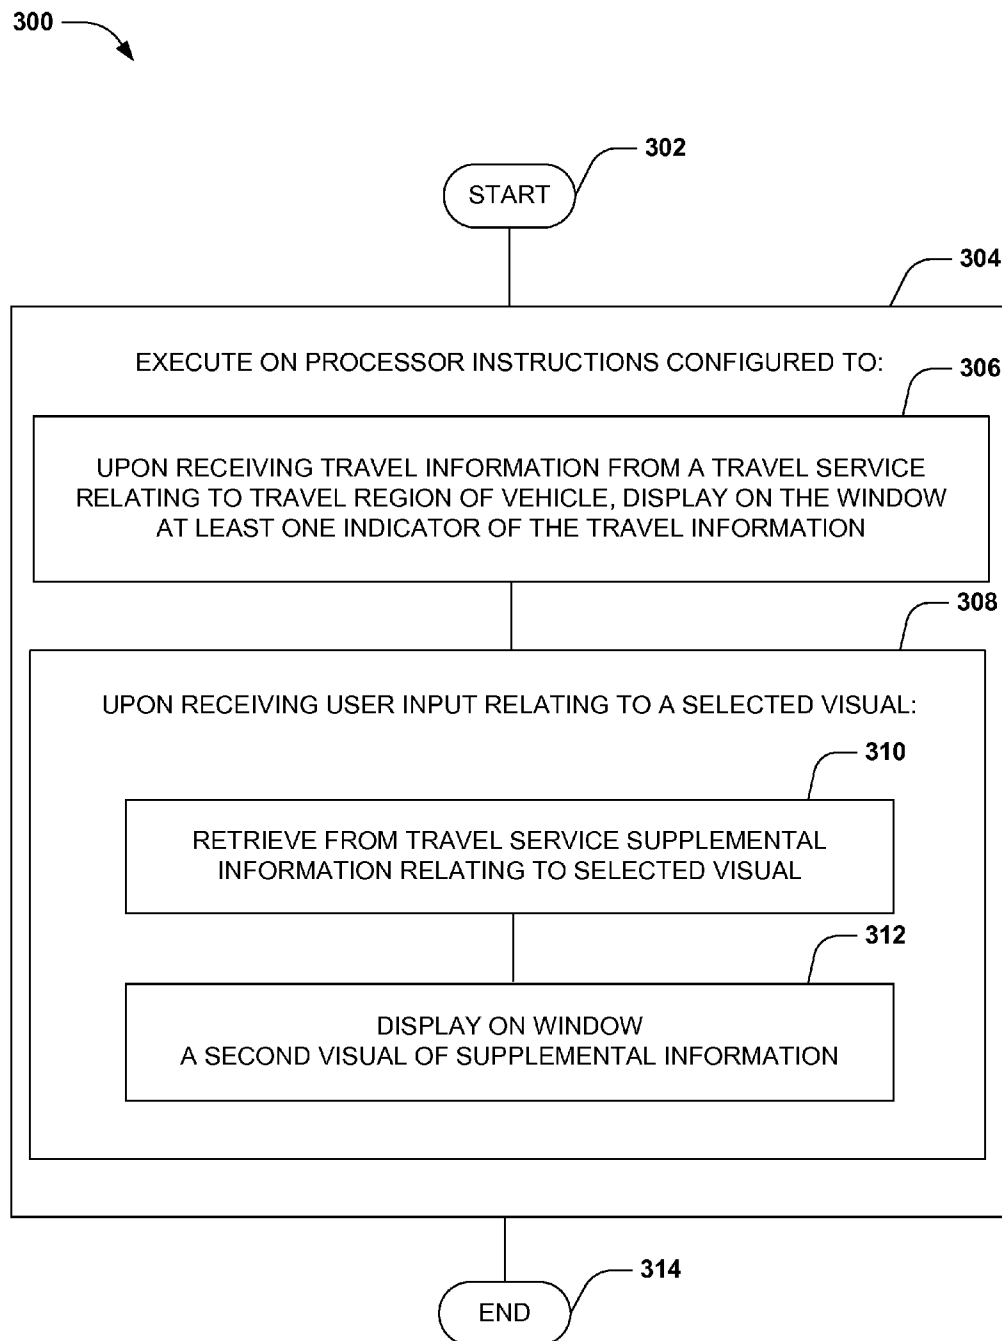 300
302
START
304
EXECUTE ON PROCESSOR INSTRUCTIONS CONFIGURED TO:
306
UPON RECEIVING TRAVEL INFORMATION FROM A TRAVEL SERVICE
RELATING TO TRAVEL REGION OF VEHICLE, DISPLAY ON THE WINDOW
AT LEAST ONE INDICATOR OF THE TRAVEL INFORMATION
308
UPON RECEIVING USER INPUT RELATING TO A SELECTED VISUAL:
310
RETRIEVE FROM TRAVEL SERVICE SUPPLEMENTAL
INFORMATION RELATING TO SELECTED VISUAL
312
DISPLAY ON WINDOW
A SECOND VISUAL OF SUPPLEMENTAL INFORMATION
314
END